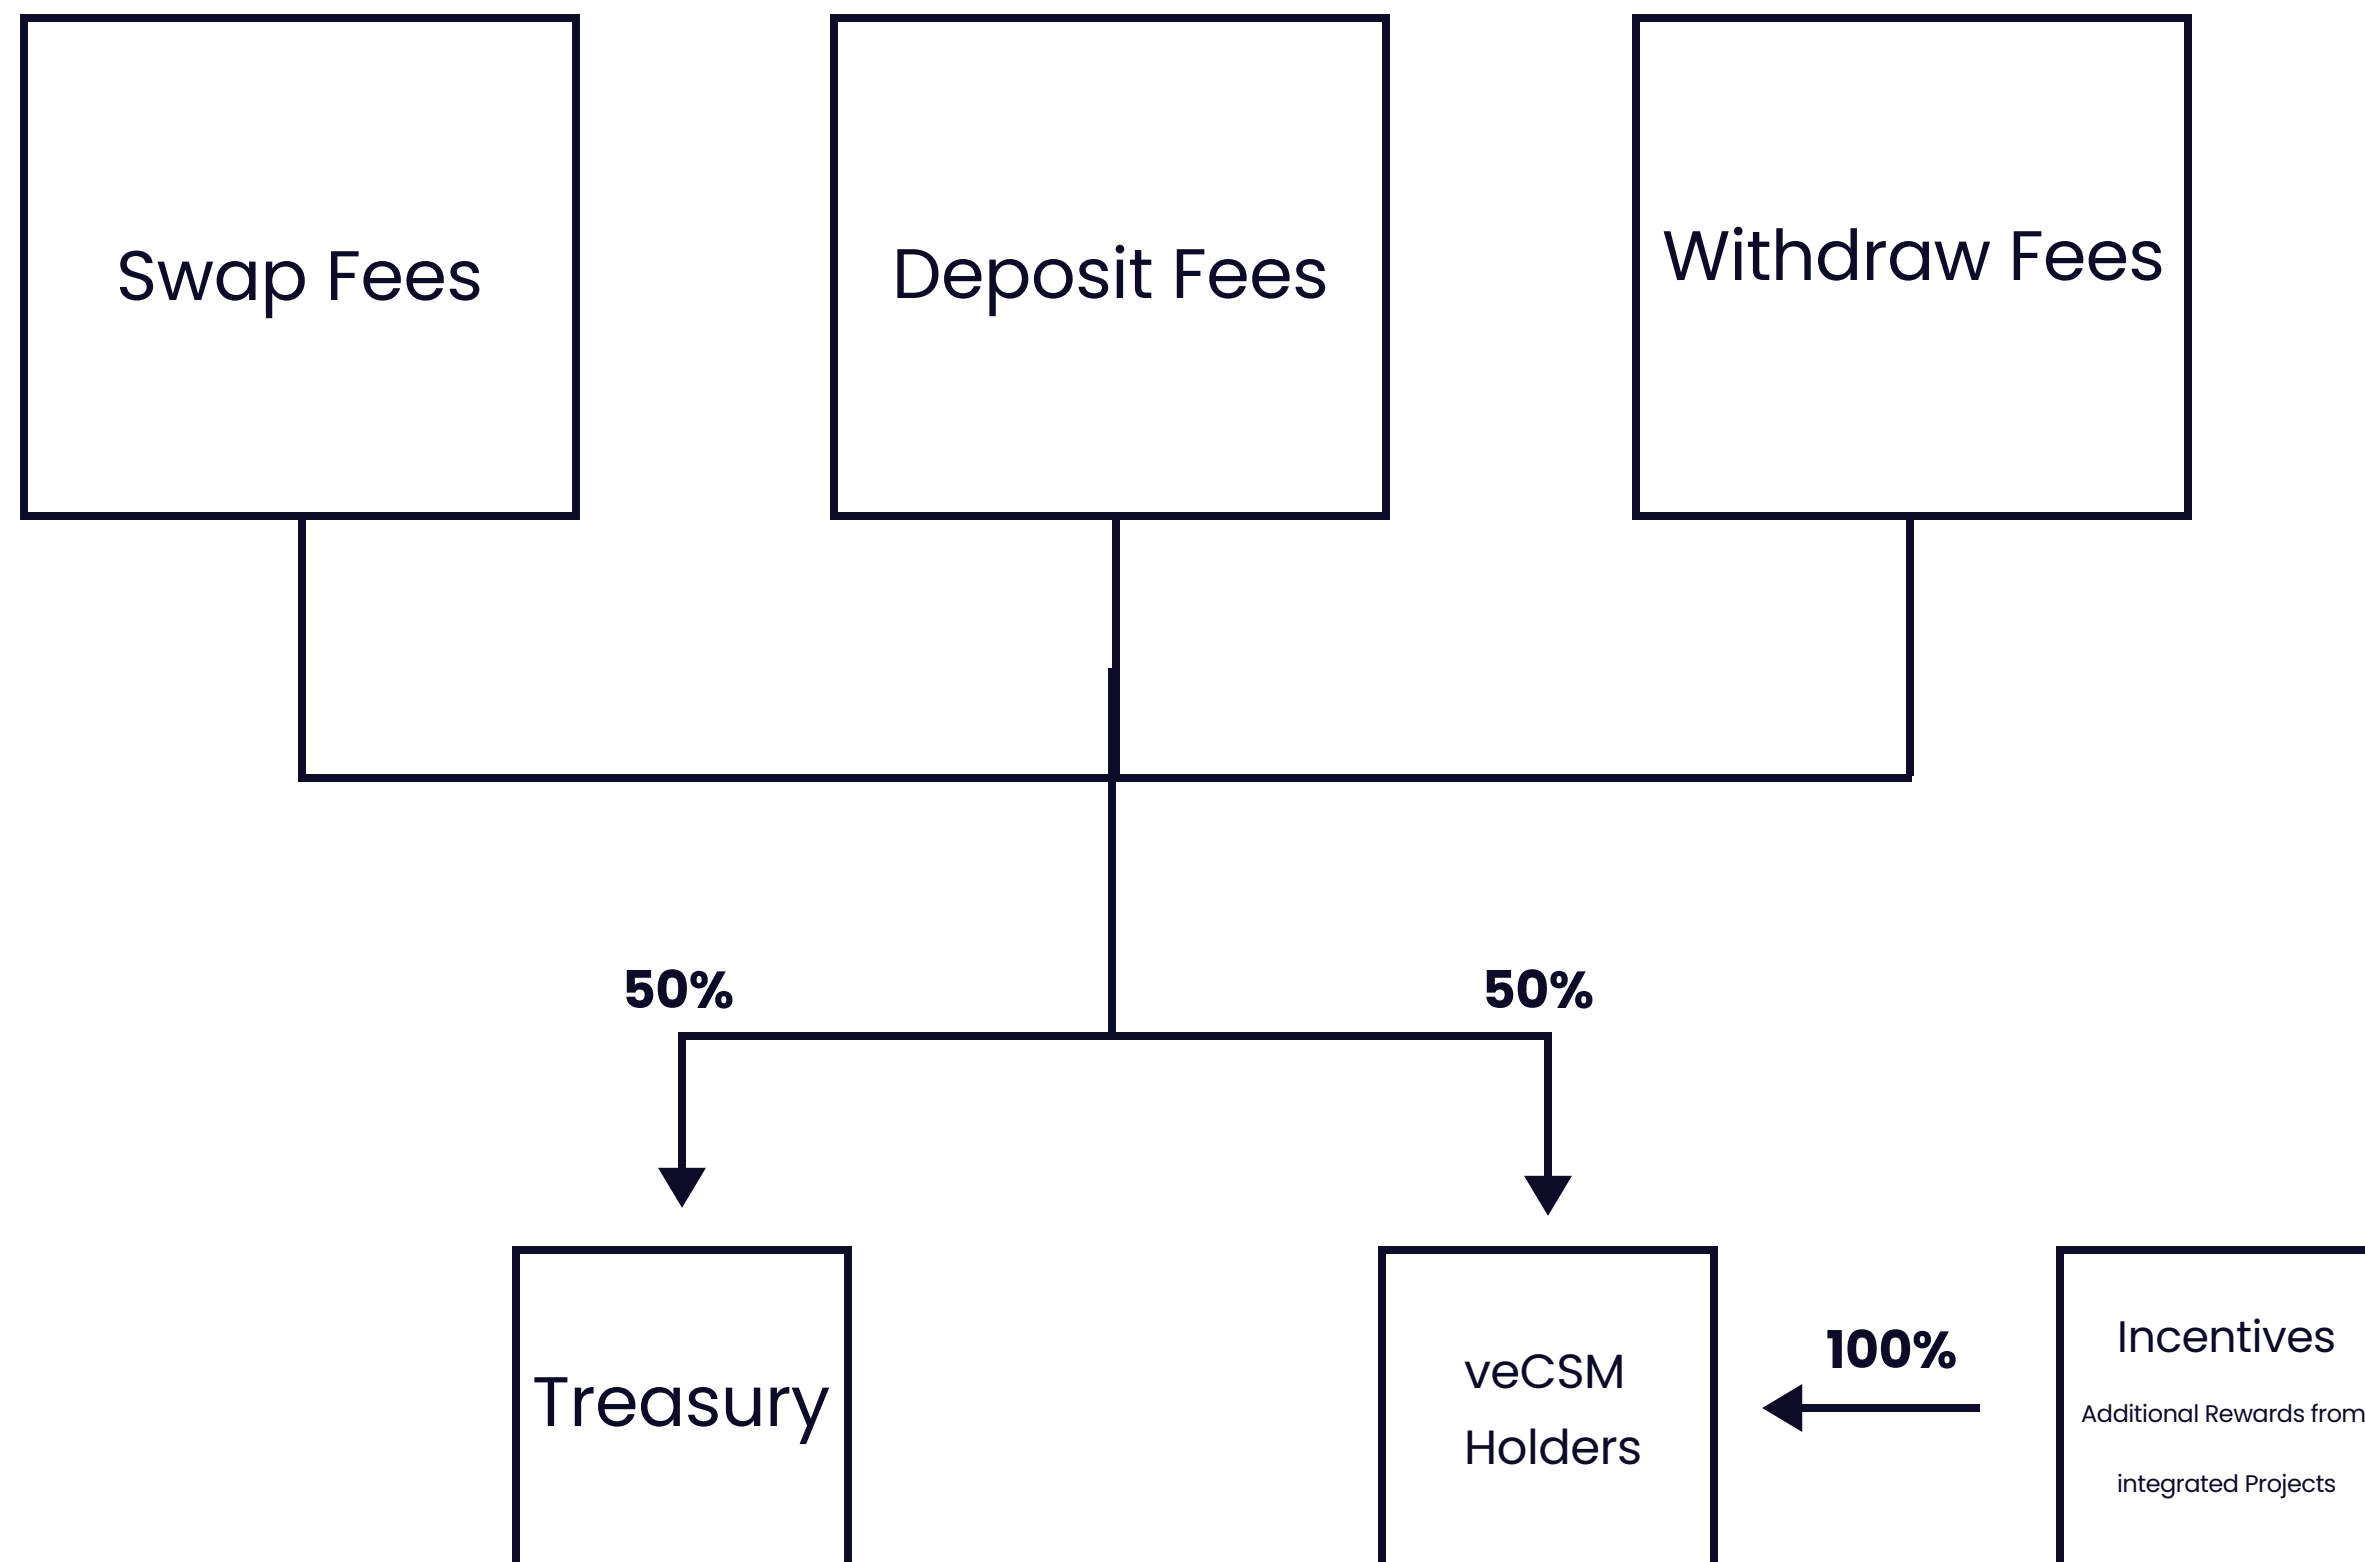 Swap Fees
Deposit Fees
Withdraw Fees
50%
50%
Treasury
veCSM
Holders
100%
Incentives
Additional Rewards from
integrated Projects